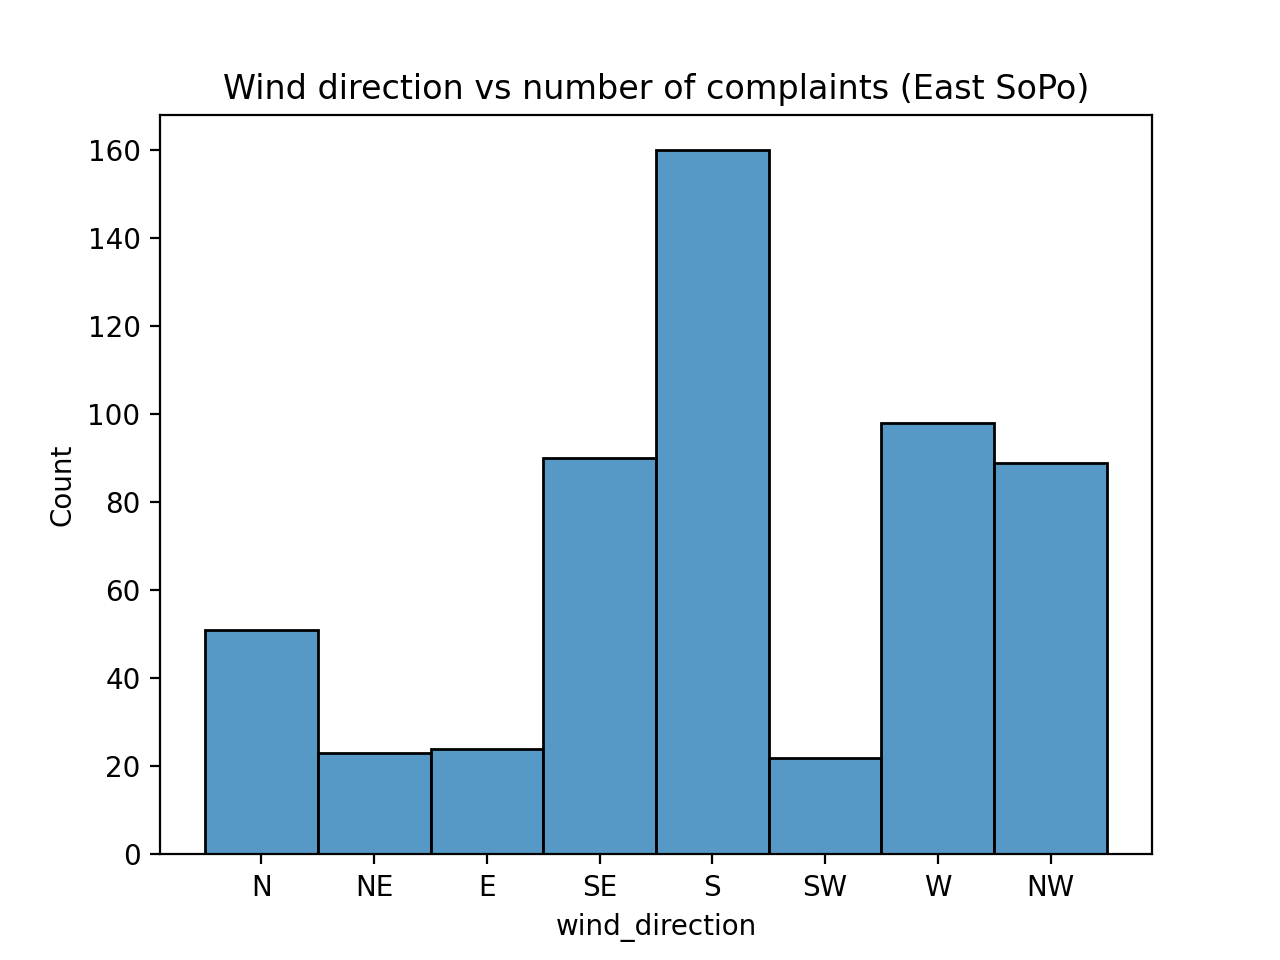 Wind direction vs number of complaints (East SoPo)
160
140
120
100
80
60
40
20
0
Count
N NE E SE S SW W NW
wind_direction